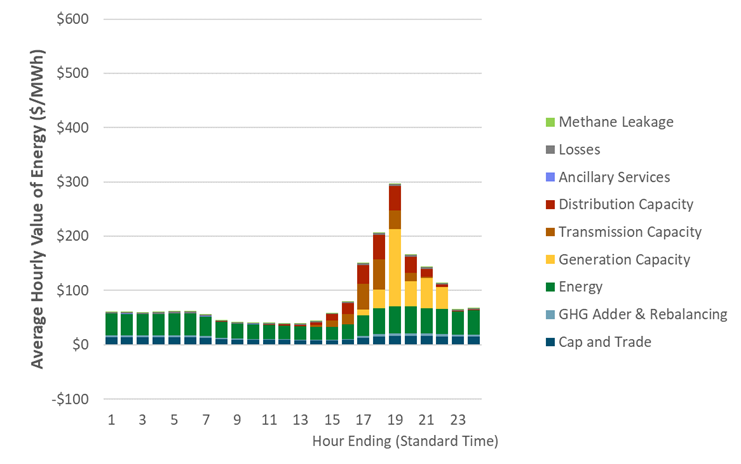 $600
$500
$400
$300
$200
$100
$0
-$100
Average Hourly Value of Energy ($/MWh)
1 3 5 7 9 11 13 15 17 19 21 23
Hour Ending (Standard Time)
Methane Leakage
Losses
Ancillary Services
Distribution Capacity
Transmission Capacity
Generation Capacity
Energy
GHG Adder & Rebalancing
Cap and Trade